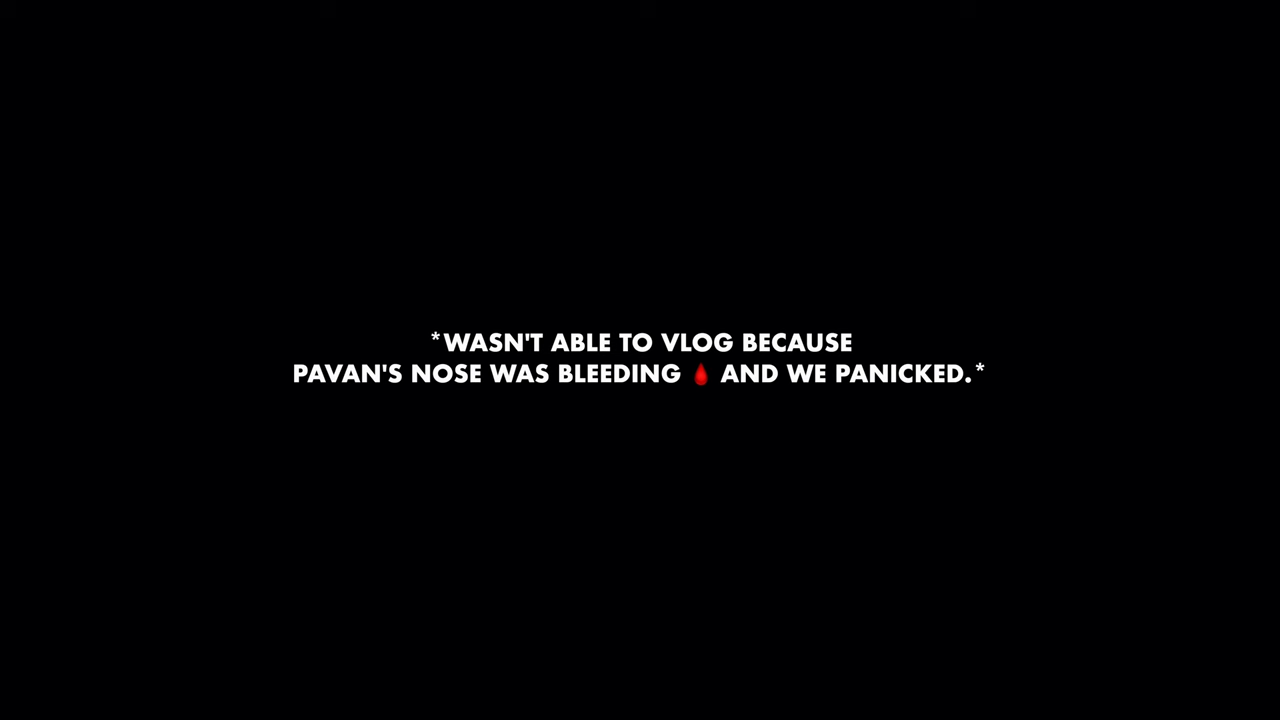 *WASN'T ABLE TO VLOG BECAUSE
PAVAN'S NOSE WAS BLEEDING 🩸 AND WE PANICKED.*